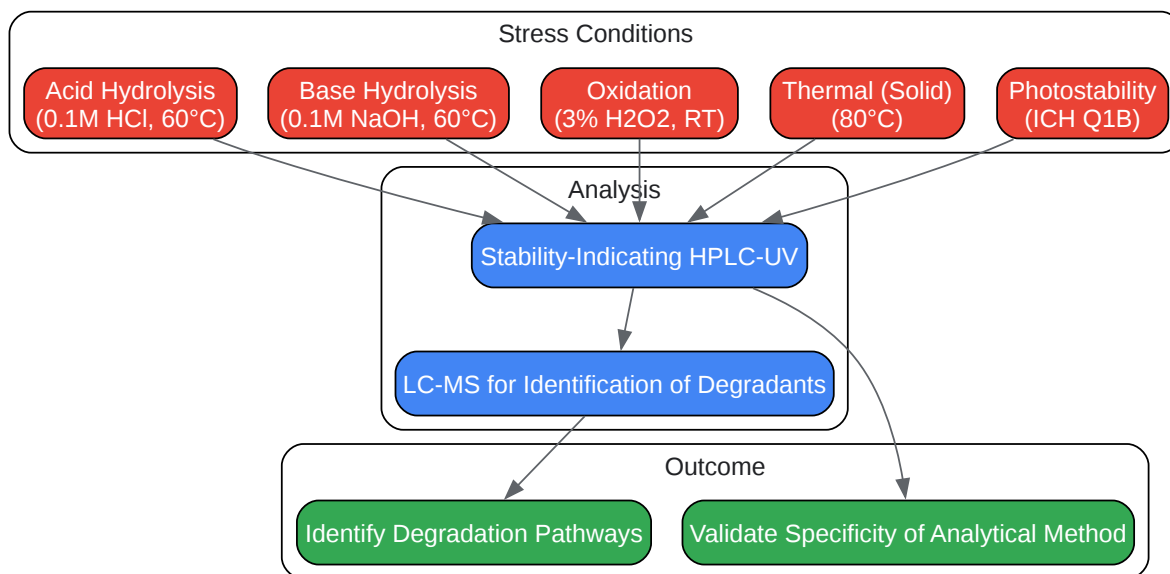 Stress Conditions
Acid Hydrolysis
(0.1M HCl, 60°C)
Base Hydrolysis
(0.1M NaOH, 60°C)
Oxidation
(3% H2O2, RT)
Thermal (Solid)
(80°C)
Photostability
(ICH Q1B)
Analysis
Stability-Indicating HPLC-UV
LC-MS for Identification of Degradants
Outcome
Identify Degradation Pathways
Validate Specificity of Analytical Method